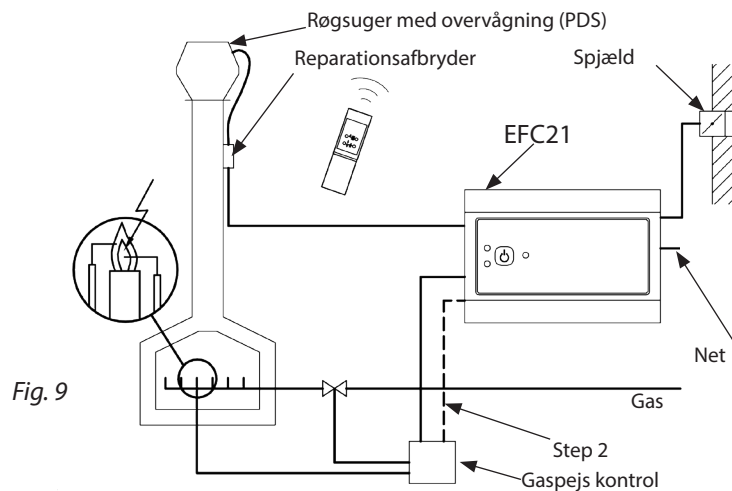 Røgsuger med overvågning (PDS)
Reparationsafbryder
Spjæld
EFC21
Net
Fig. 9
Gas
Step 2
Gaspejs kontrol